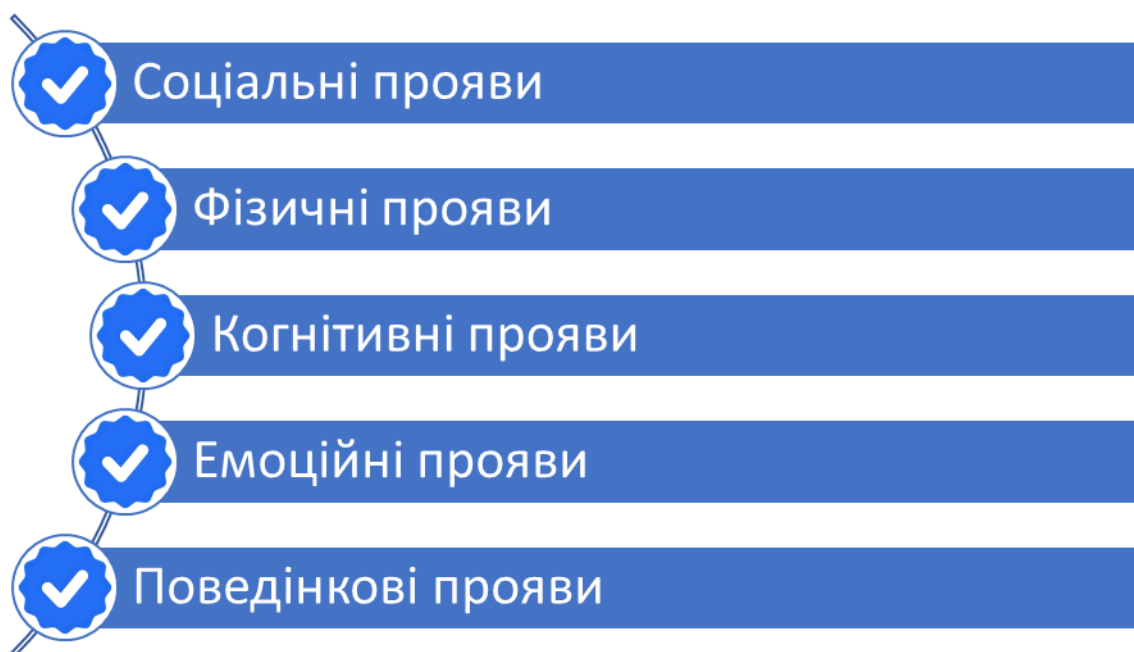 Соціальні прояви
Фізичні прояви
Когнітивні прояви
Емоційні прояви
Поведінкові прояви